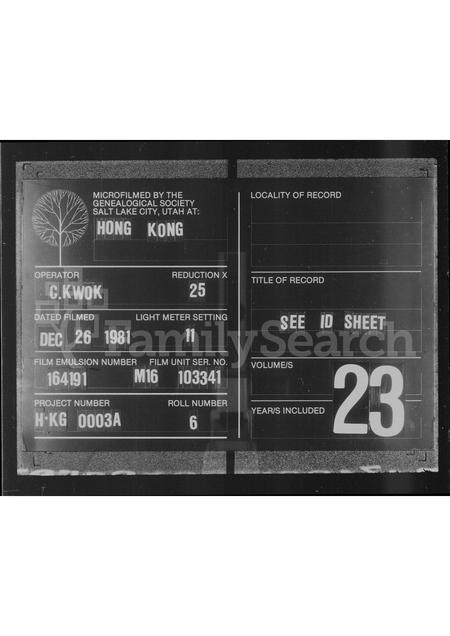 MICROFILMED BY THE
GENEALOGICAL SOCIETY
SALT LAKE CITY, UTAH AT:
HONG KONG
OPERATOR REDUCTION X
C.KWOK 25
DATED FILMED LIGHT METER SETTING
DEC 26 1981 11
FILM EMULSION NUMBER FILM UNIT SER. NO.
164191 M16 103341
PROJECT NUMBER ROLL NUMBER
H·KG 0003A 6
LOCALITY OF RECORD
TITLE OF RECORD
SEE ID SHEET
VOLUME/S
23
YEAR/S INCLUDED
FamilySearch